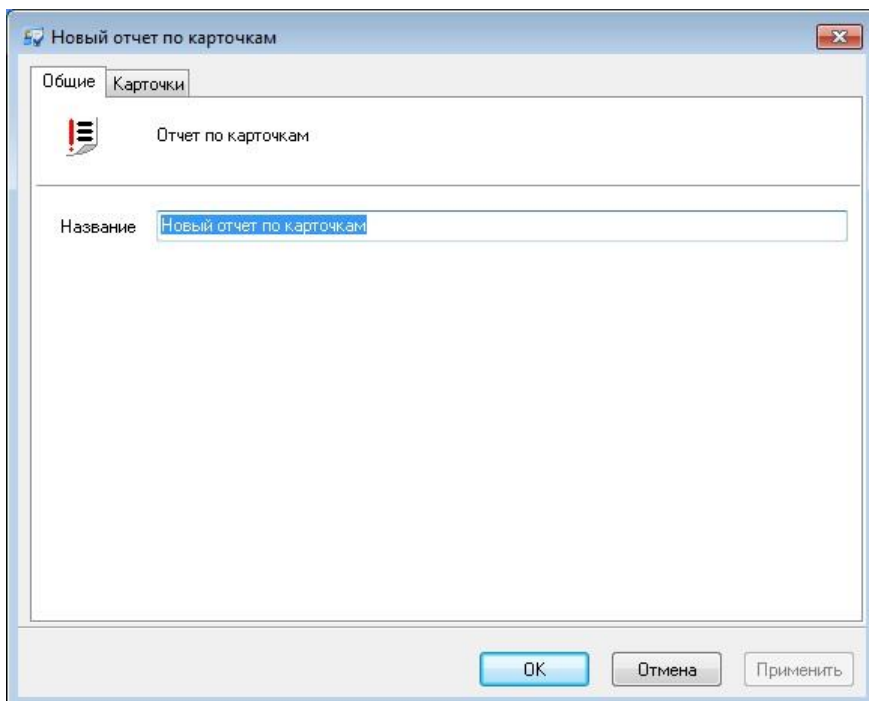 Новый отчет по карточкам
Общие
Карточки
Отчет по карточкам
Название
Новый отчет по карточкам
OK
Отмена
Применить